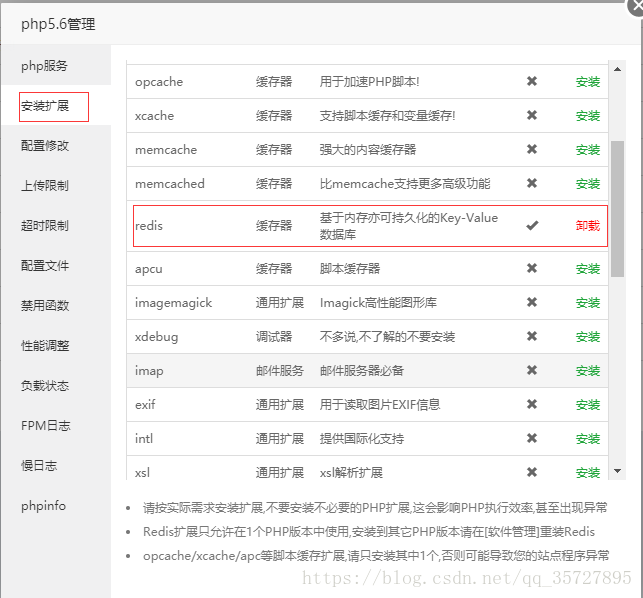 php5.6管理
php服务
安装扩展
配置修改
上传限制
超时限制
配置文件
禁用函数
性能调整
负载状态
FPM日志
慢日志
phpinfo
opcache 缓存器 用于加速PHP脚本! ✖ 安装
xcache 缓存器 支持脚本缓存和变量缓存! ✖ 安装
memcache 缓存器 强大的内容缓存器 ✖ 安装
memcached 缓存器 比memcache支持更多高级功能 ✖ 安装
redis 缓存器 基于内存亦可持久化的Key-Value ✔ 卸载
数据库
apcu 缓存器 脚本缓存器 ✖ 安装
imagemagick 通用扩展 Imagick高性能图形库 ✖ 安装
xdebug 调试器 不多说,不了解的不要安装 ✖ 安装
imap 邮件服务 邮件服务器必备 ✖ 安装
exif 通用扩展 用于读取图片EXIF信息 ✖ 安装
intl 通用扩展 提供国际化支持 ✖ 安装
xsl 通用扩展 xsl解析扩展 ✖ 安装
• 请按实际需求安装扩展,不要安装不必要的PHP扩展,这会影响PHP执行效率,甚至出现异常
• Redis扩展只允许在1个PHP版本中使用,安装到其它PHP版本请在[软件管理]重装Redis
• opcache/xcache/apc等脚本缓存扩展,请只安装其中1个,否则可能导致您的站点程序异常
https://blog.csdn.net/qq_35727895